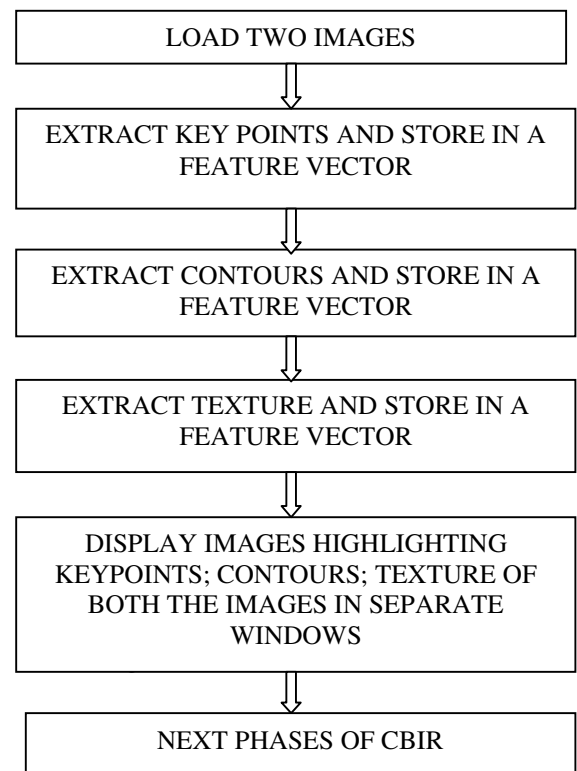 LOAD TWO IMAGES
EXTRACT KEY POINTS AND STORE IN A
FEATURE VECTOR
EXTRACT CONTOURS AND STORE IN A
FEATURE VECTOR
EXTRACT TEXTURE AND STORE IN A
FEATURE VECTOR
DISPLAY IMAGES HIGHLIGHTING
KEYPOINTS; CONTOURS; TEXTURE OF
BOTH THE IMAGES IN SEPARATE
WINDOWS
NEXT PHASES OF CBIR